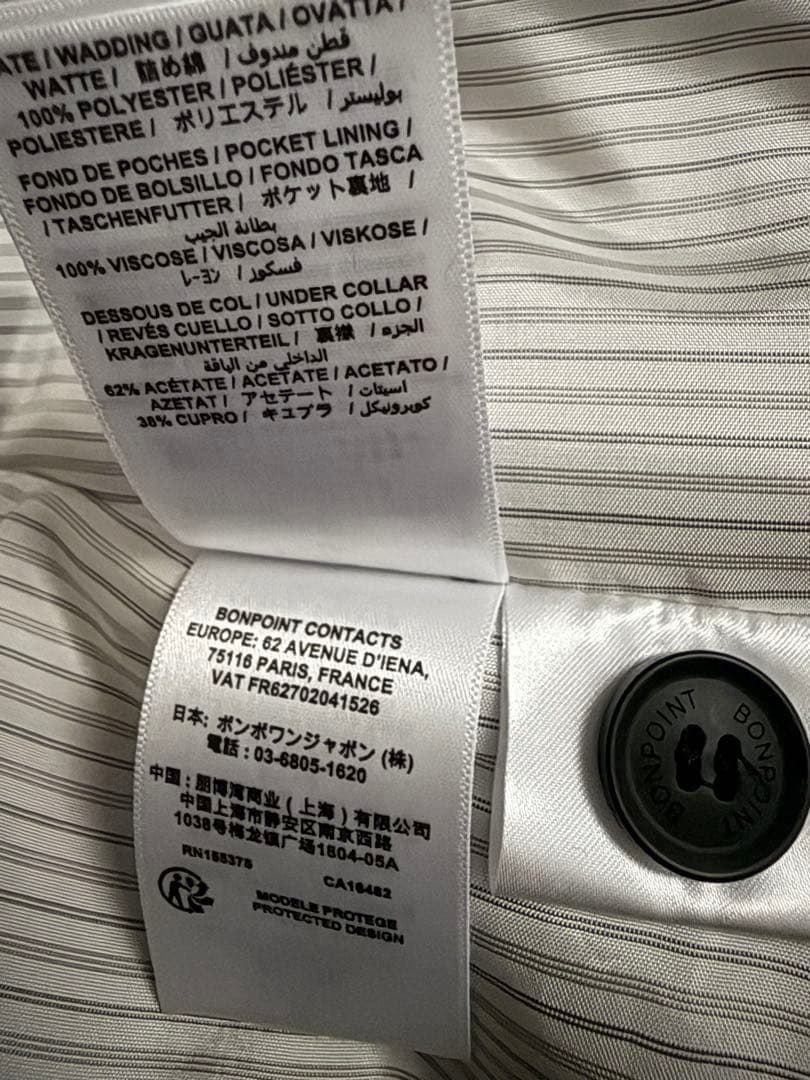 ATE / WADDING / GUATA / OVATTA /
WATTE / 詰め綿 / قطن مندوف
100% POLYESTER / POLIÉSTER /
POLIESTERE / ポリエステル / بوليستر
FOND DE POCHES / POCKET LINING /
FONDO DE BOLSILLO / FONDO TASCA
/ TASCHENFUTTER / ポケット裏地 /
بطانة الجيب
100% VISCOSE / VISCOSA / VISKOSE /
レーヨン / فسكوز
DESSOUS DE COL / UNDER COLLAR
/ REVÉS CUELLO / SOTTO COLLO /
KRAGENUNTERTEIL / 裏襟 / الجزء
الداخلي من الياقة
62% ACÉTATE / ACETATE / ACETATO /
AZETAT / アセテート / اسيتات
38% CUPRO / キュプラ / كوبرونيكل
BONPOINT CONTACTS
EUROPE: 62 AVENUE D'IENA,
75116 PARIS, FRANCE
VAT FR62702041526
日本: ボンポワンジャポン (株)
電話 : 03-6805-1620
中国 : 朋博湾商业（上海）有限公司
中国上海市静安区南京西路
1038号梅龙镇广场1804-05A
RN155378
CA16482
MODELE PROTEGE
PROTECTED DESIGN
BONPOINT
BONPOINT